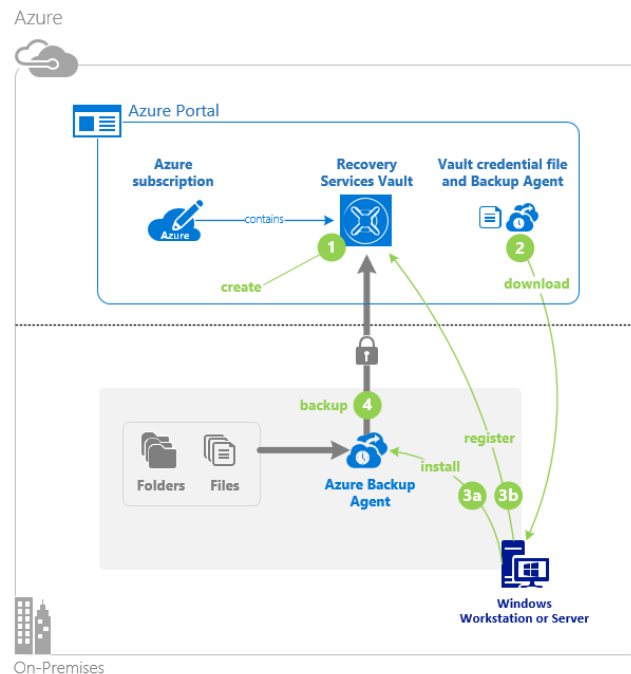 Azure
Azure Portal
Azure
subscription
Recovery
Services Vault
Vault credential file
and Backup Agent
Azure
contains
1
2
create
download
backup
4
register
install
3a
3b
Folders
Files
Azure Backup
Agent
Windows
Workstation or Server
On-Premises